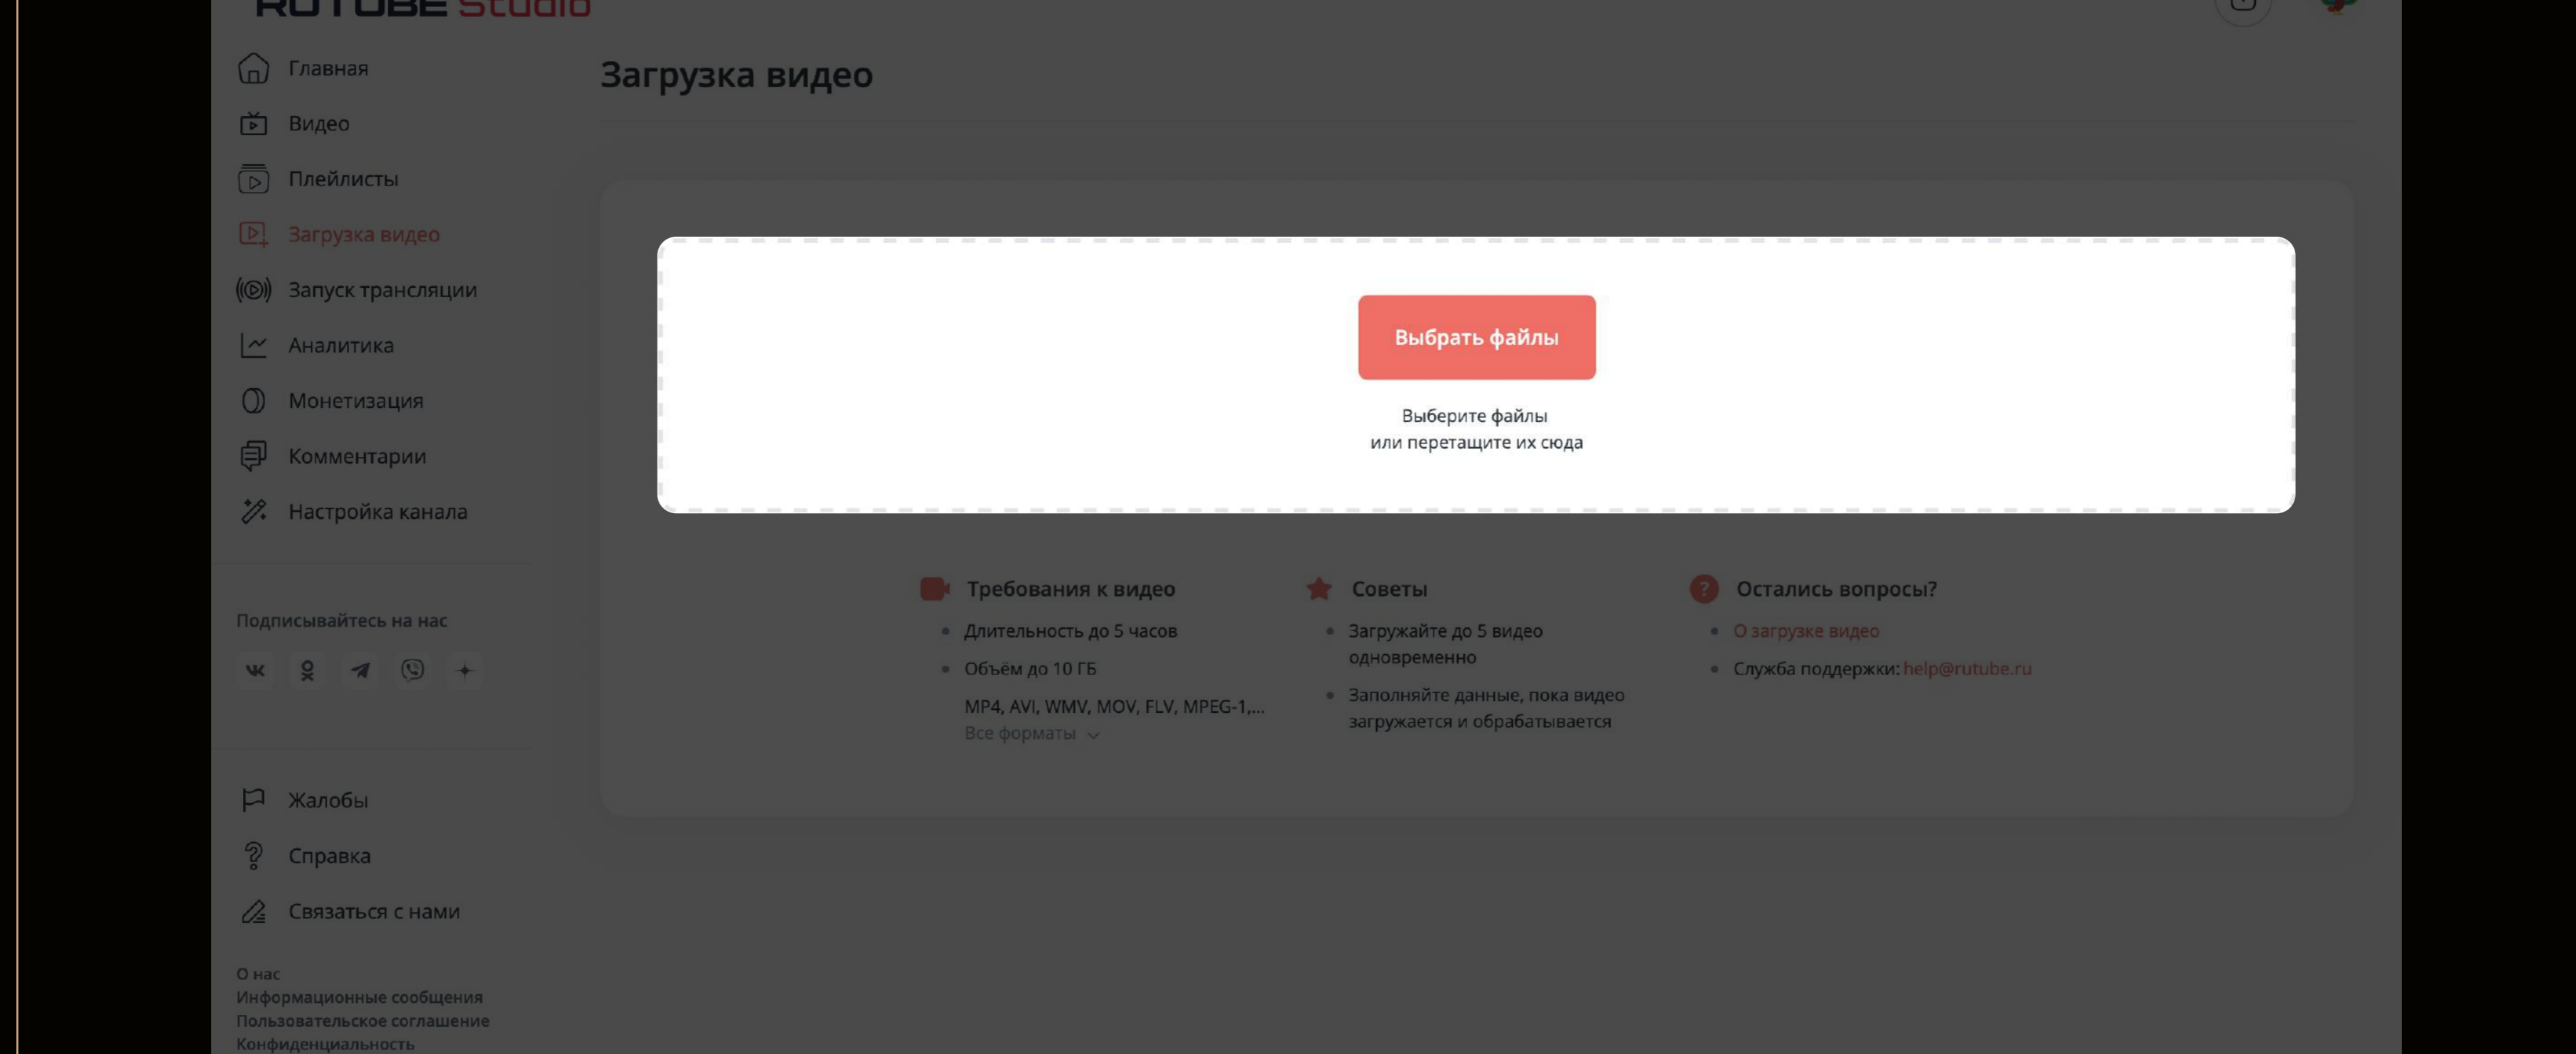 RUTUBE Studio
Главная
Видео
Плейлисты
Загрузка видео
Запуск трансляции
Аналитика
Монетизация
Комментарии
Настройка канала
Подписывайтесь на нас
Жалобы
Справка
Связаться с нами
О нас
Информационные сообщения
Пользовательское соглашение
Конфиденциальность
Загрузка видео
Выбрать файлы
Выберите файлы
или перетащите их сюда
Требования к видео
Длительность до 5 часов
Объём до 10 ГБ
MP4, AVI, WMV, MOV, FLV, MPEG-1,...
Все форматы
Советы
Загружайте до 5 видео
одновременно
Заполняйте данные, пока видео
загружается и обрабатывается
Остались вопросы?
О загрузке видео
Служба поддержки: help@rutube.ru